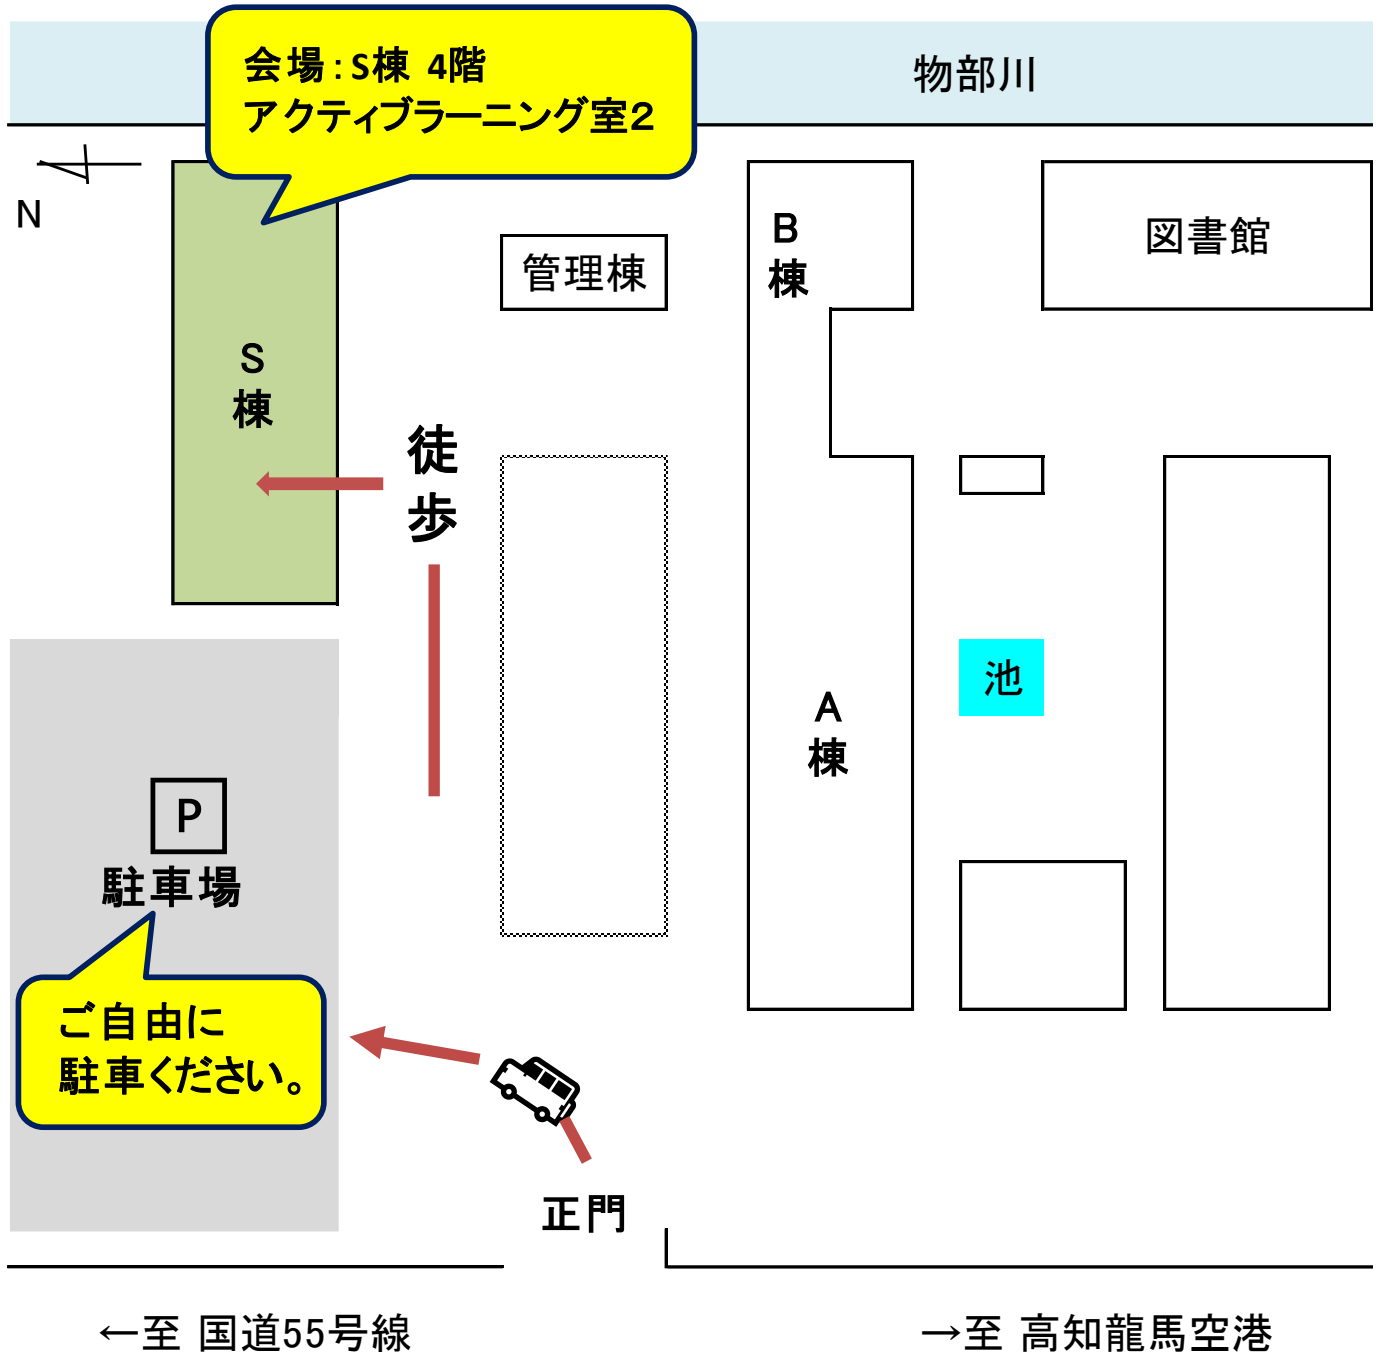 会場：S棟 4階
アクティブラーニング室２
物部川
N
B
棟
図書館
管理棟
S
棟
徒
歩
池
A
棟
P
駐車場
ご自由に
駐車ください。
正門
←至 国道55号線
→至 高知龍馬空港